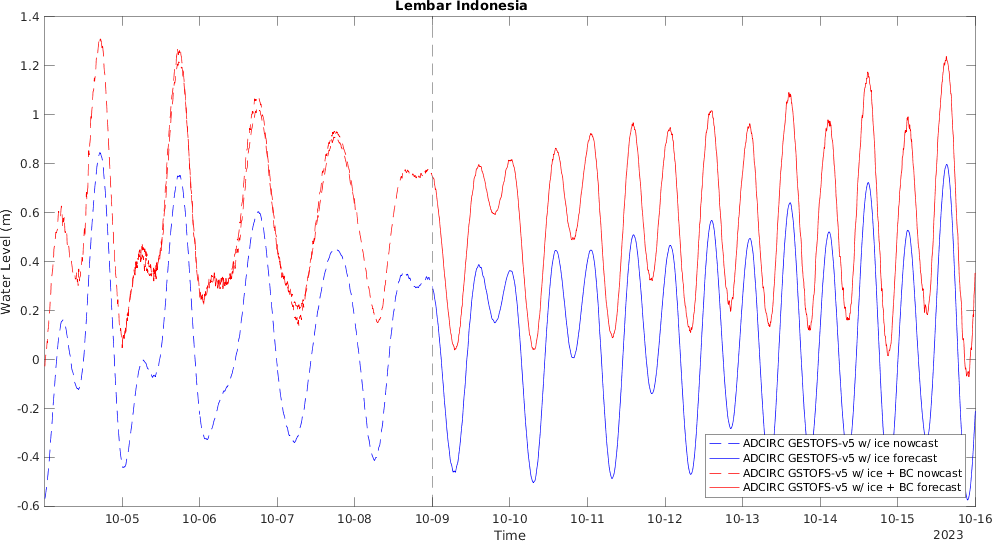 Lembar Indonesia
1.4
1.2
1
0.8
0.6
0.4
0.2
0
-0.2
-0.4
-0.6
Water Level (m)
ADCIRC GESTOFS-v5 w/ ice nowcast
ADCIRC GESTOFS-v5 w/ ice forecast
ADCIRC GSTOFS-v5 w/ ice + BC nowcast
ADCIRC GSTOFS-v5 w/ ice + BC forecast
10-05 10-06 10-07 10-08 10-09 10-10 10-11 10-12 10-13 10-14 10-15 10-16
Time
2023